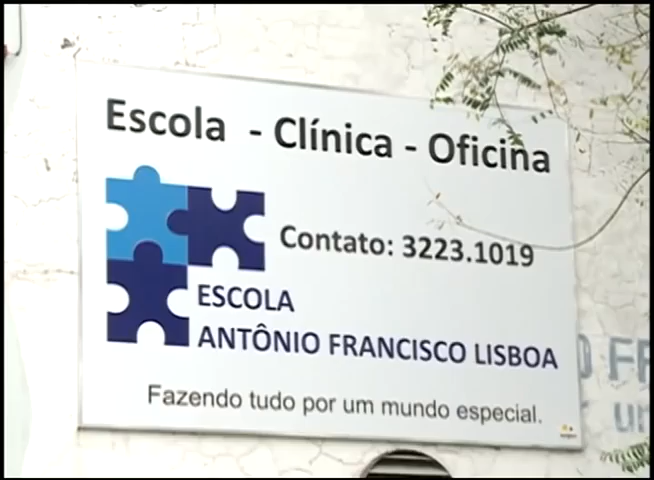 Escola - Clínica - Oficina
Contato: 3223.1019
ESCOLA
ANTÔNIO FRANCISCO LISBOA
Fazendo tudo por um mundo especial.